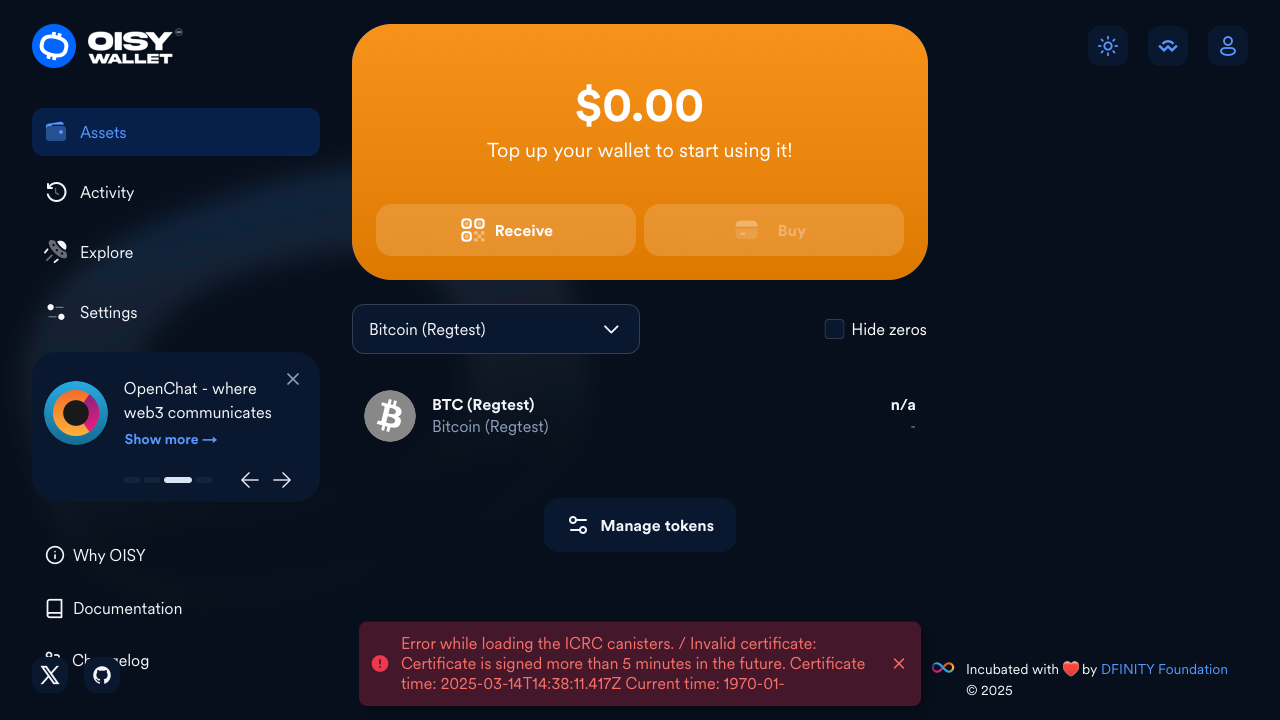 OISY
WALLET
Assets
Activity
Explore
Settings
OpenChat - where
web3 communicates
Show more →
Why OISY
Documentation
$0.00
Top up your wallet to start using it!
Receive
Buy
Bitcoin (Regtest)
Hide zeros
BTC (Regtest)
n/a
Bitcoin (Regtest)
-
Manage tokens
Error while loading the ICRC canisters. / Invalid certificate:
Certificate is signed more than 5 minutes in the future. Certificate
time: 2025-03-14T14:38:11.417Z Current time: 1970-01-
Incubated with ❤️ by DFINITY Foundation
© 2025